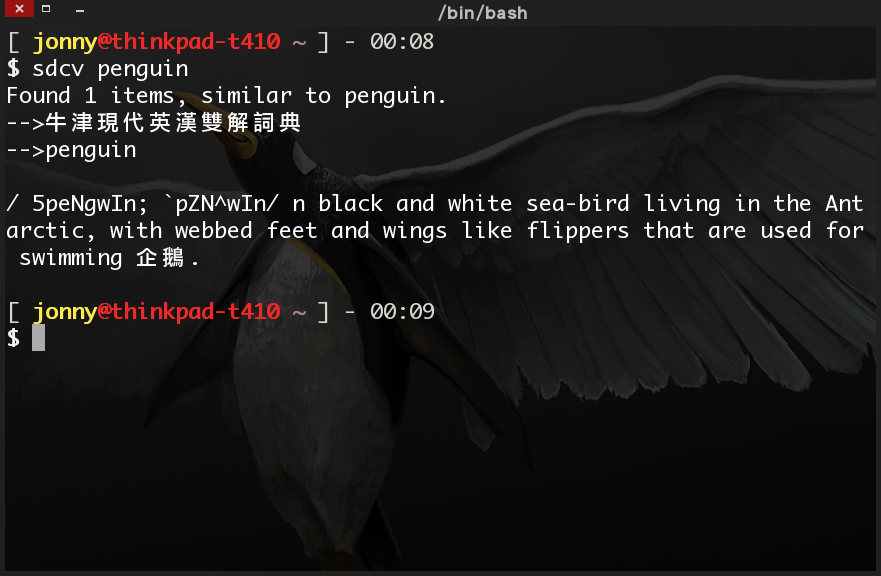 /bin/bash
[ jonny@thinkpad-t410 ~ ] - 00:08
$ sdcv penguin
Found 1 items, similar to penguin.
-->牛津現代英漢雙解詞典
-->penguin
/ 5peNgwIn; `pZN^wIn/ n black and white sea-bird living in the Ant
arctic, with webbed feet and wings like flippers that are used for
 swimming 企鵝.
[ jonny@thinkpad-t410 ~ ] - 00:09
$